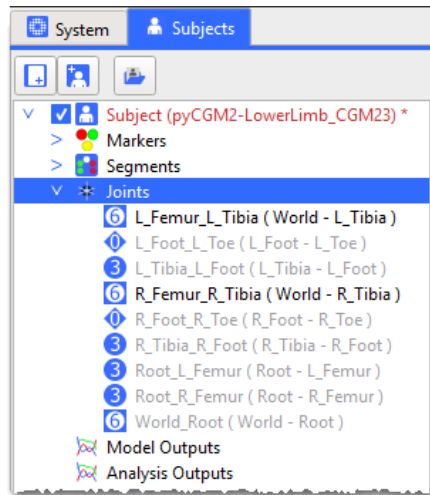 System Subjects
Subject (pyCGM2-LowerLimb_CGM23) *
Markers
Segments
Joints
6 L_Femur_L_Tibia ( World - L_Tibia )
0 L_Foot_L_Toe ( L_Foot - L_Toe )
3 L_Tibia_L_Foot ( L_Tibia - L_Foot )
6 R_Femur_R_Tibia ( World - R_Tibia )
0 R_Foot_R_Toe ( R_Foot - R_Toe )
3 R_Tibia_R_Foot ( R_Tibia - R_Foot )
3 Root_L_Femur ( Root - L_Femur )
3 Root_R_Femur ( Root - R_Femur )
6 World_Root ( World - Root )
Model Outputs
Analysis Outputs